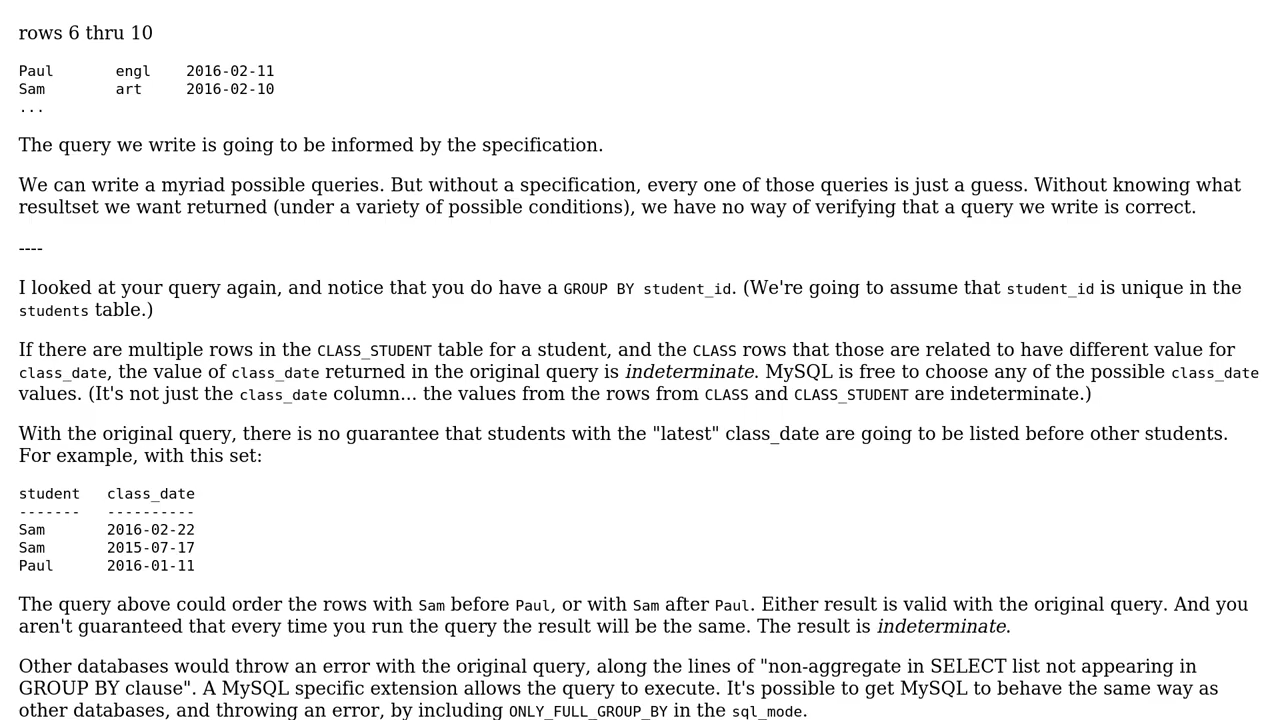 rows 6 thru 10
Paul       engl    2016-02-11
Sam        art     2016-02-10
...
The query we write is going to be informed by the specification.
We can write a myriad possible queries. But without a specification, every one of those queries is just a guess. Without knowing what
resultset we want returned (under a variety of possible conditions), we have no way of verifying that a query we write is correct.
----
I looked at your query again, and notice that you do have a GROUP BY student_id. (We're going to assume that student_id is unique in the
students table.)
If there are multiple rows in the CLASS_STUDENT table for a student, and the CLASS rows that those are related to have different value for
class_date, the value of class_date returned in the original query is indeterminate. MySQL is free to choose any of the possible class_date
values. (It's not just the class_date column... the values from the rows from CLASS and CLASS_STUDENT are indeterminate.)
With the original query, there is no guarantee that students with the "latest" class_date are going to be listed before other students.
For example, with this set:
student   class_date
-------   ----------
Sam       2016-02-22
Sam       2015-07-17
Paul      2016-01-11
The query above could order the rows with Sam before Paul, or with Sam after Paul. Either result is valid with the original query. And you
aren't guaranteed that every time you run the query the result will be the same. The result is indeterminate.
Other databases would throw an error with the original query, along the lines of "non-aggregate in SELECT list not appearing in
GROUP BY clause". A MySQL specific extension allows the query to execute. It's possible to get MySQL to behave the same way as
other databases, and throwing an error, by including ONLY_FULL_GROUP_BY in the sql_mode.